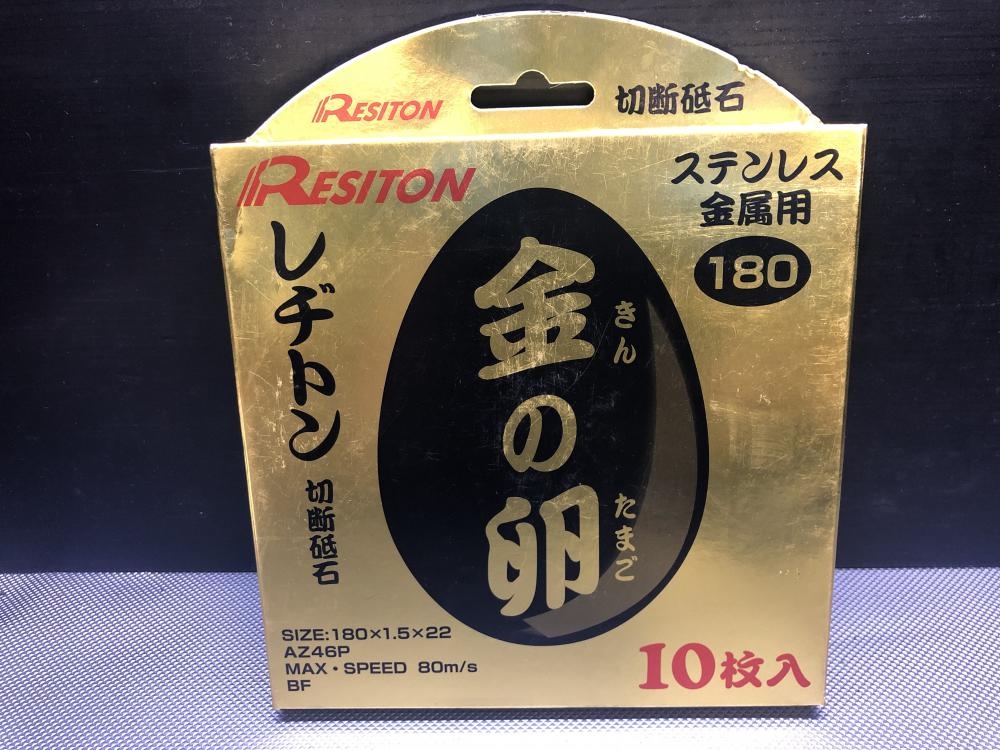 RESITON
切断砥石
RESITON
ステンレス
金属用
180
レヂトン
切断砥石
金の卵
きん
たまご
SIZE:180×1.5×22
AZ46P
MAX・SPEED 80m/s
BF
10枚入